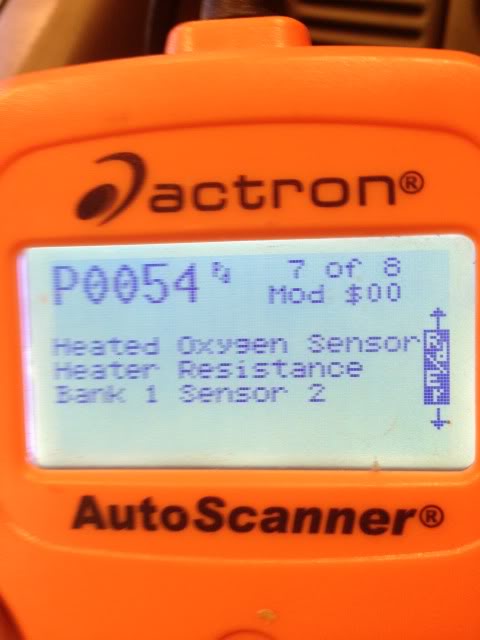 actron®
P0054 7 of 8
Mod $00
Heated Oxygen Sensor
Heater Resistance
Bank 1 Sensor 2
AutoScanner®